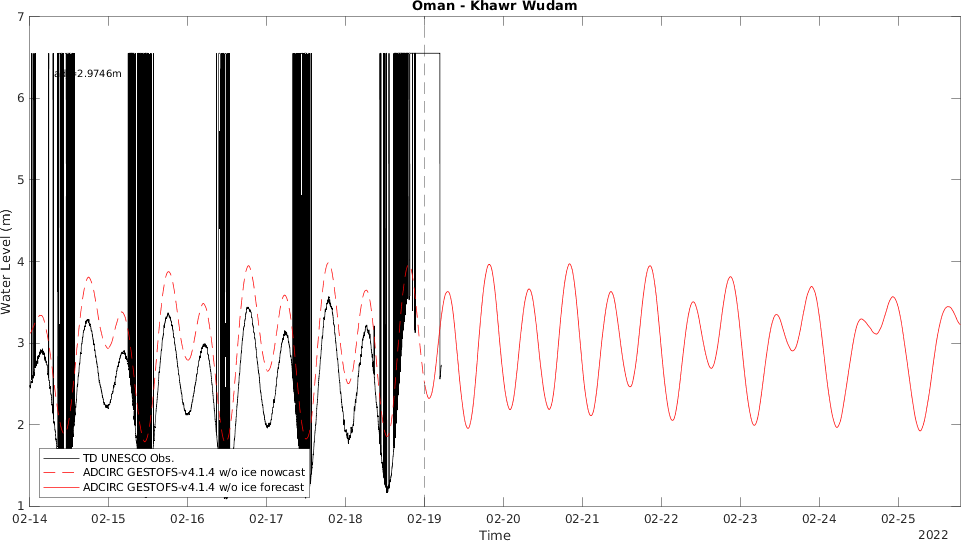 Oman - Khawr Wudam
7
6
5
4
3
2
1
Water Level (m)
=2.9746m
TD UNESCO Obs.
ADCIRC GESTOFS-v4.1.4 w/o ice nowcast
ADCIRC GESTOFS-v4.1.4 w/o ice forecast
02-14
02-15
02-16
02-17
02-18
02-19
02-20
02-21
02-22
02-23
02-24
02-25
Time
2022